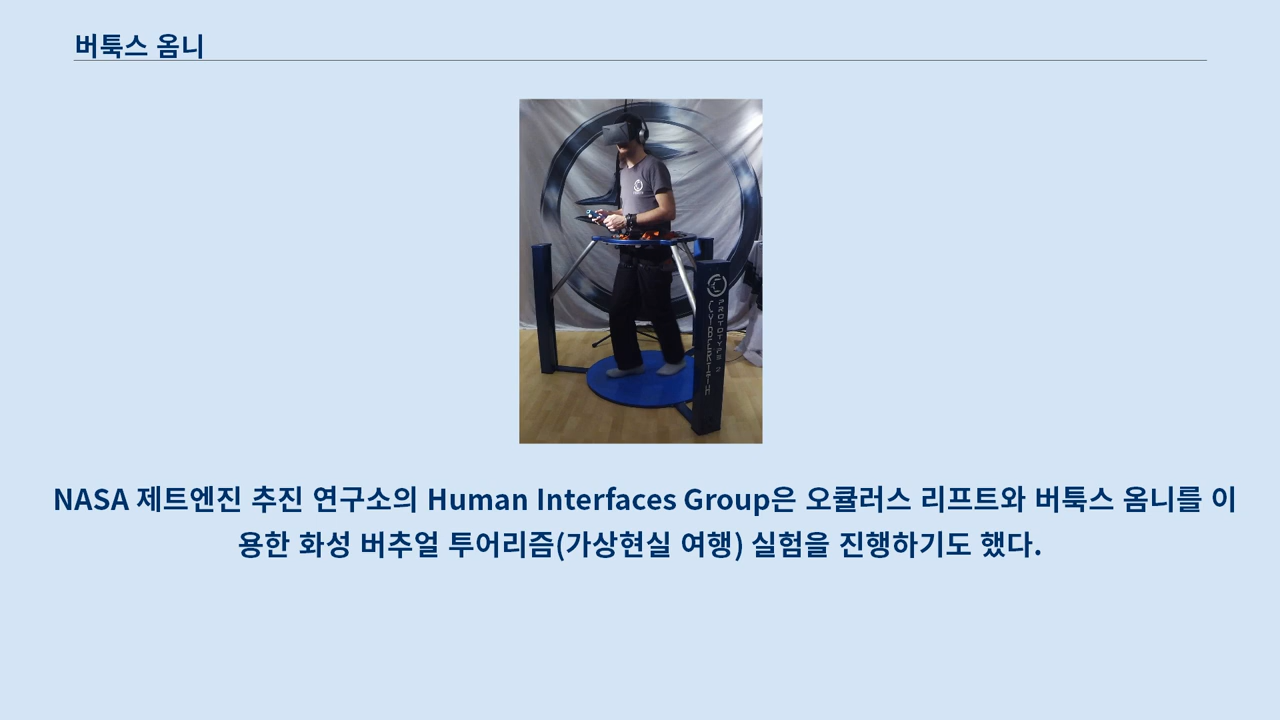 버툭스 옴니
PROTOTYPE 2
CYBERITH
NASA 제트엔진 추진 연구소의 Human Interfaces Group은 오큘러스 리프트와 버툭스 옴니를 이
용한 화성 버추얼 투어리즘(가상현실 여행) 실험을 진행하기도 했다.